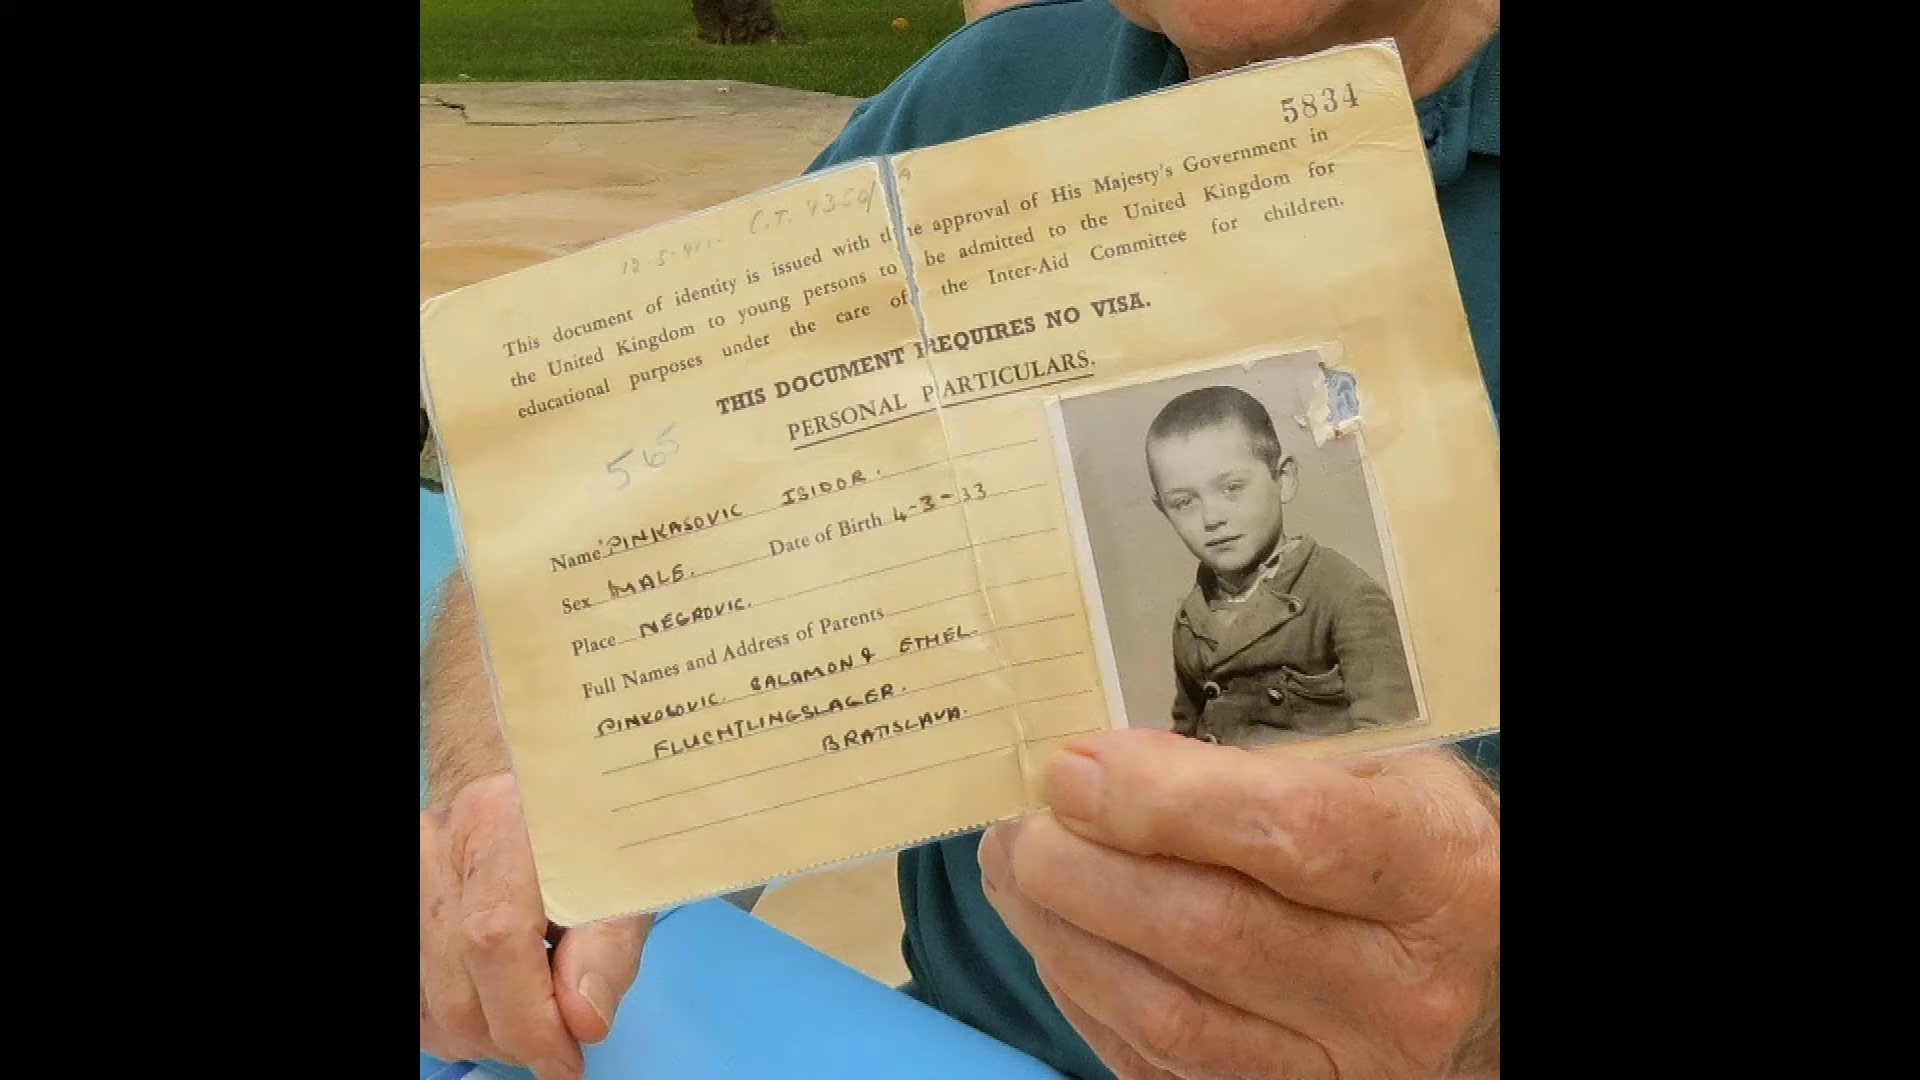 5834
12-5-41. C.T. 4350/A
This document of identity is issued with the approval of His Majesty's Government in
the United Kingdom to young persons to be admitted to the United Kingdom for
educational purposes under the care of the Inter-Aid Committee for children.
THIS DOCUMENT REQUIRES NO VISA.
PERSONAL PARTICULARS.
565
Name PINKASOVIC ISIDOR.
Sex MALE. Date of Birth 4-3-33
Place NEGROVIC.
Full Names and Address of Parents
PINKOSOVIC. SALAMON & ETHEL.
FLUCHTLINGSLAGER.
BRATISLAVA.